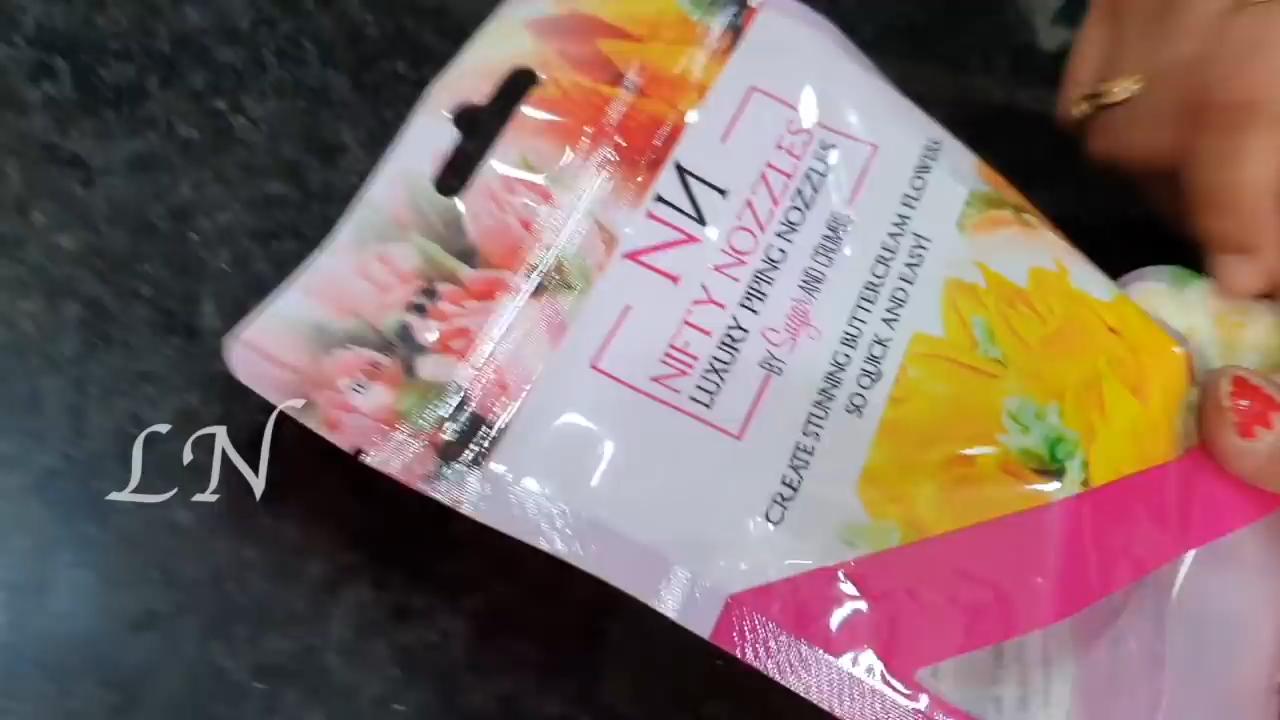 NN
NIFTY NOZZLES
LUXURY PIPING NOZZLES
BY Sugar AND CRUMBS
CREATE STUNNING BUTTERCREAM FLOWERS
SO QUICK AND EASY!
LN